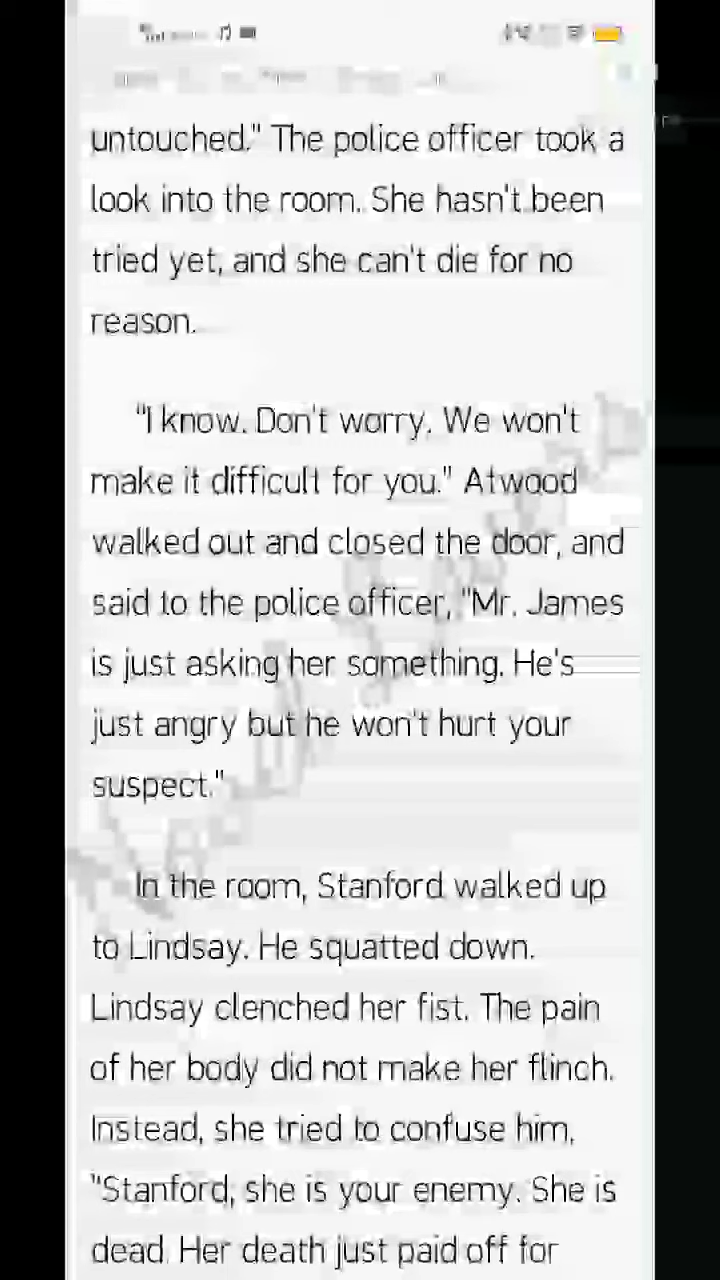 untouched." The police officer took a
look into the room. She hasn't been
tried yet, and she can't die for no
reason.
"I know. Don't worry. We won't
make it difficult for you." Atwood
walked out and closed the door, and
said to the police officer, "Mr. James
is just asking her something. He's
just angry but he won't hurt your
suspect."
In the room, Stanford walked up
to Lindsay. He squatted down.
Lindsay clenched her fist. The pain
of her body did not make her flinch.
Instead, she tried to confuse him.
"Stanford, she is your enemy. She is
dead. Her death just paid off for